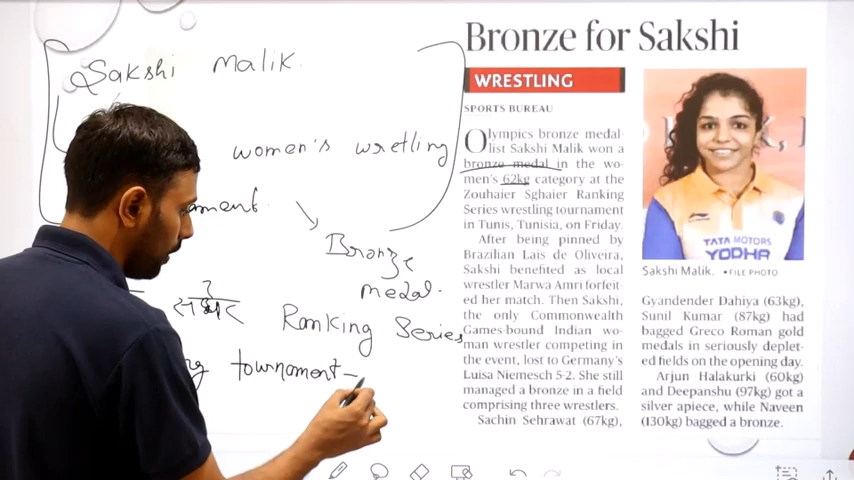 Sakshi Malik.
women's wretling
ament.
Bronze
medal.
Ranking Series
tournament-
Bronze for Sakshi
WRESTLING
SPORTS BUREAU
Olympics bronze medal-
list Sakshi Malik won a
bronze medal in the wo-
men's 62kg category at the
Zouhaier Sghaier Ranking
Series wrestling tournament
in Tunis, Tunisia, on Friday.
After being pinned by
Brazilian Lais de Oliveira,
Sakshi benefited as local
wrestler Marwa Amri forfeit-
ed her match. Then Sakshi,
the only Commonwealth
Games-bound Indian wo-
man wrestler competing in
the event, lost to Germany's
Luisa Niemesch 5-2. She still
managed a bronze in a field
comprising three wrestlers.
Sachin Sehrawat (67kg),
TATA MOTORS
YODHA
Sakshi Malik. • FILE PHOTO
Gyandender Dahiya (63kg),
Sunil Kumar (87kg) had
bagged Greco Roman gold
medals in seriously deplet-
ed fields on the opening day.
Arjun Halakurki (60kg)
and Deepanshu (97kg) got a
silver apiece, while Naveen
(130kg) bagged a bronze.